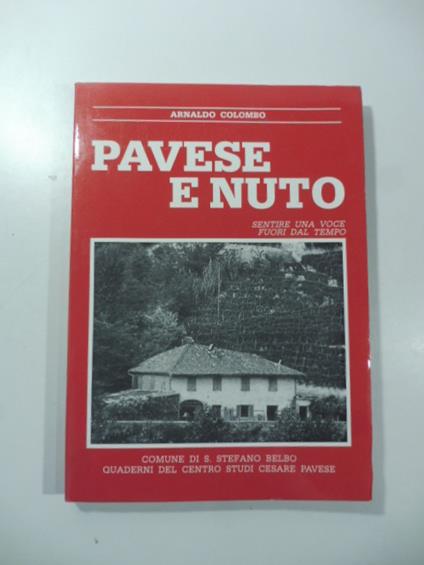 ARNALDO COLOMBO
PAVESE
E NUTO
SENTIRE UNA VOCE
FUORI DAL TEMPO
COMUNE DI S. STEFANO BELBO
QUADERNI DEL CENTRO STUDI CESARE PAVESE